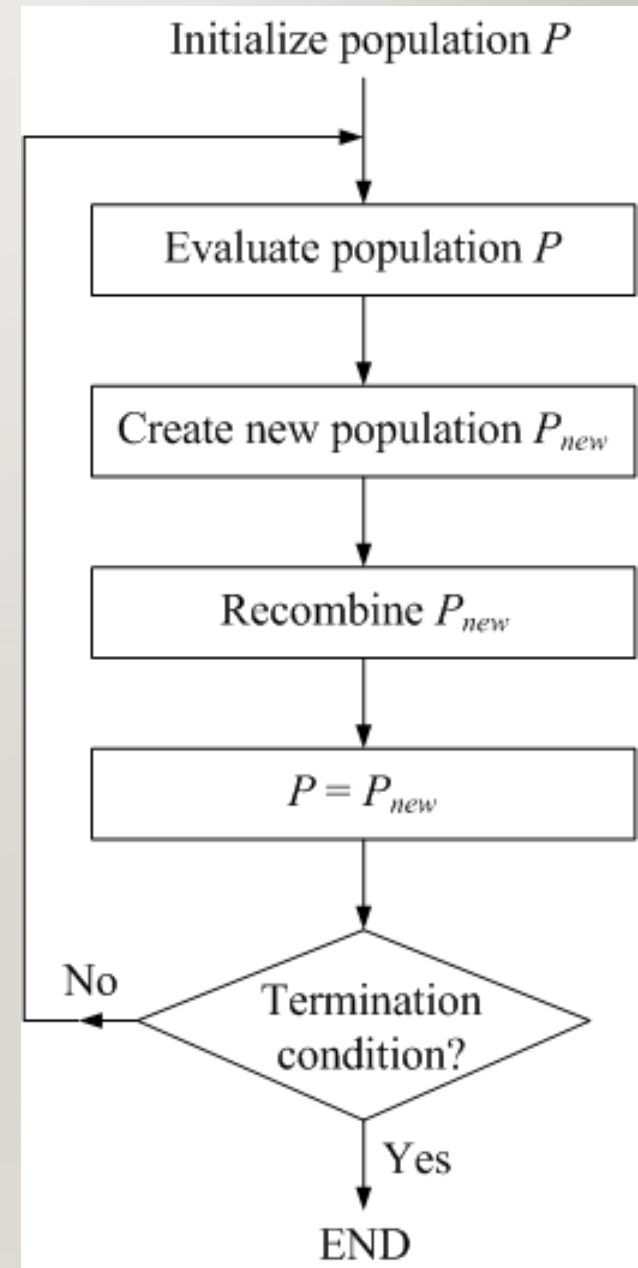 Initialize population P
Evaluate population P
Create new population Pnew
Recombine Pnew
P = Pnew
No
Termination
condition?
Yes
END